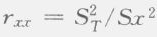 r_{xx} = S_T^2/Sx^2